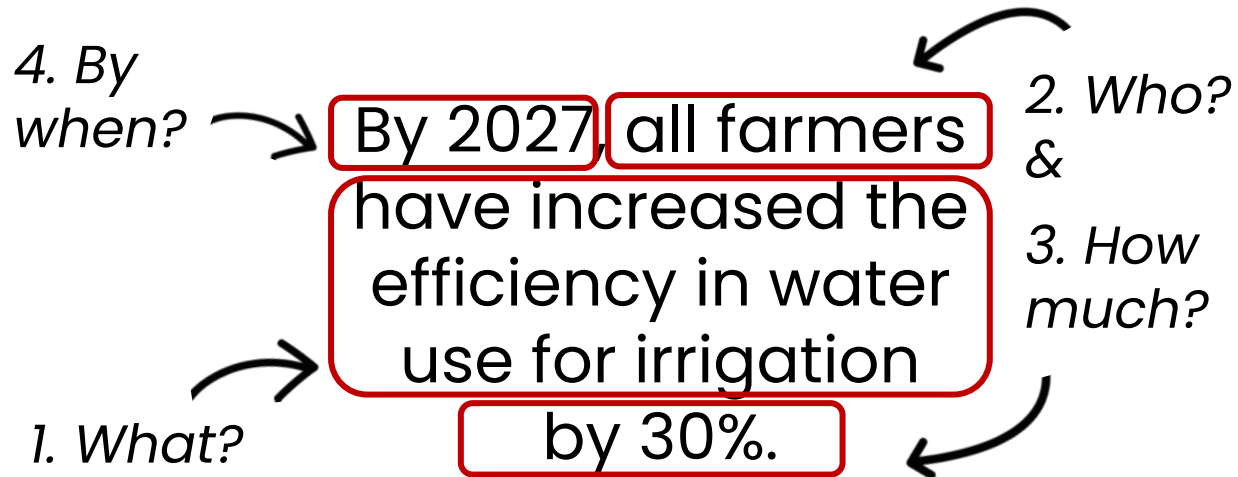 4. By
when?
By 2027, all farmers
have increased the
efficiency in water
use for irrigation
by 30%.
2. Who?
&
3. How
much?
1. What?